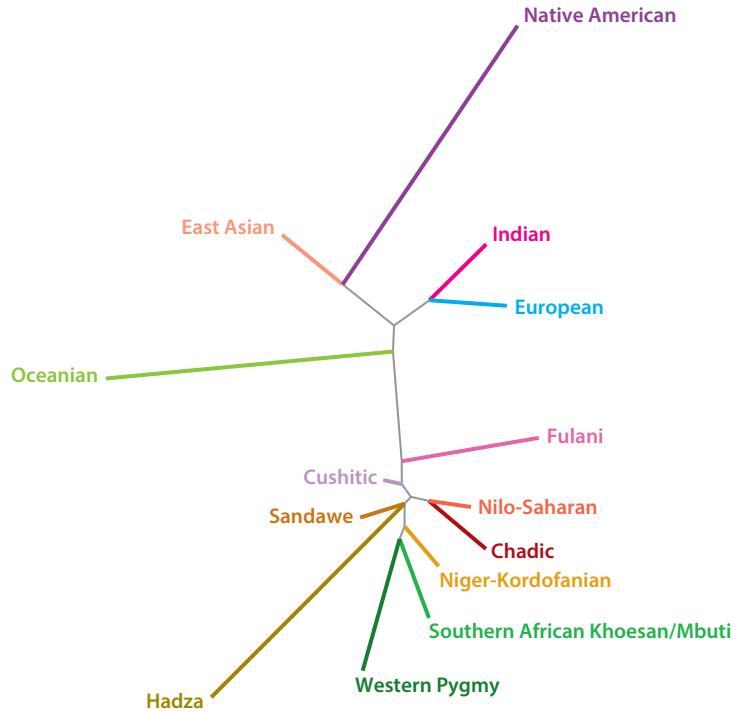 Native American
East Asian
Indian
European
Oceanian
Fulani
Cushitic
Nilo-Saharan
Sandawe
Chadic
Niger-Kordofanian
Southern African Khoesan/Mbuti
Western Pygmy
Hadza